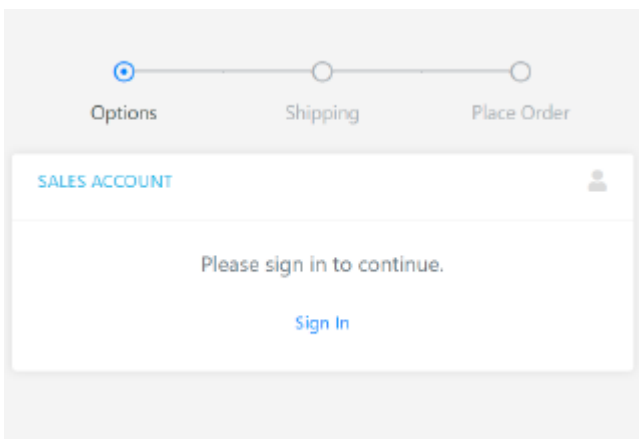 Options
Shipping
Place Order
SALES ACCOUNT
Please sign in to continue.
Sign In